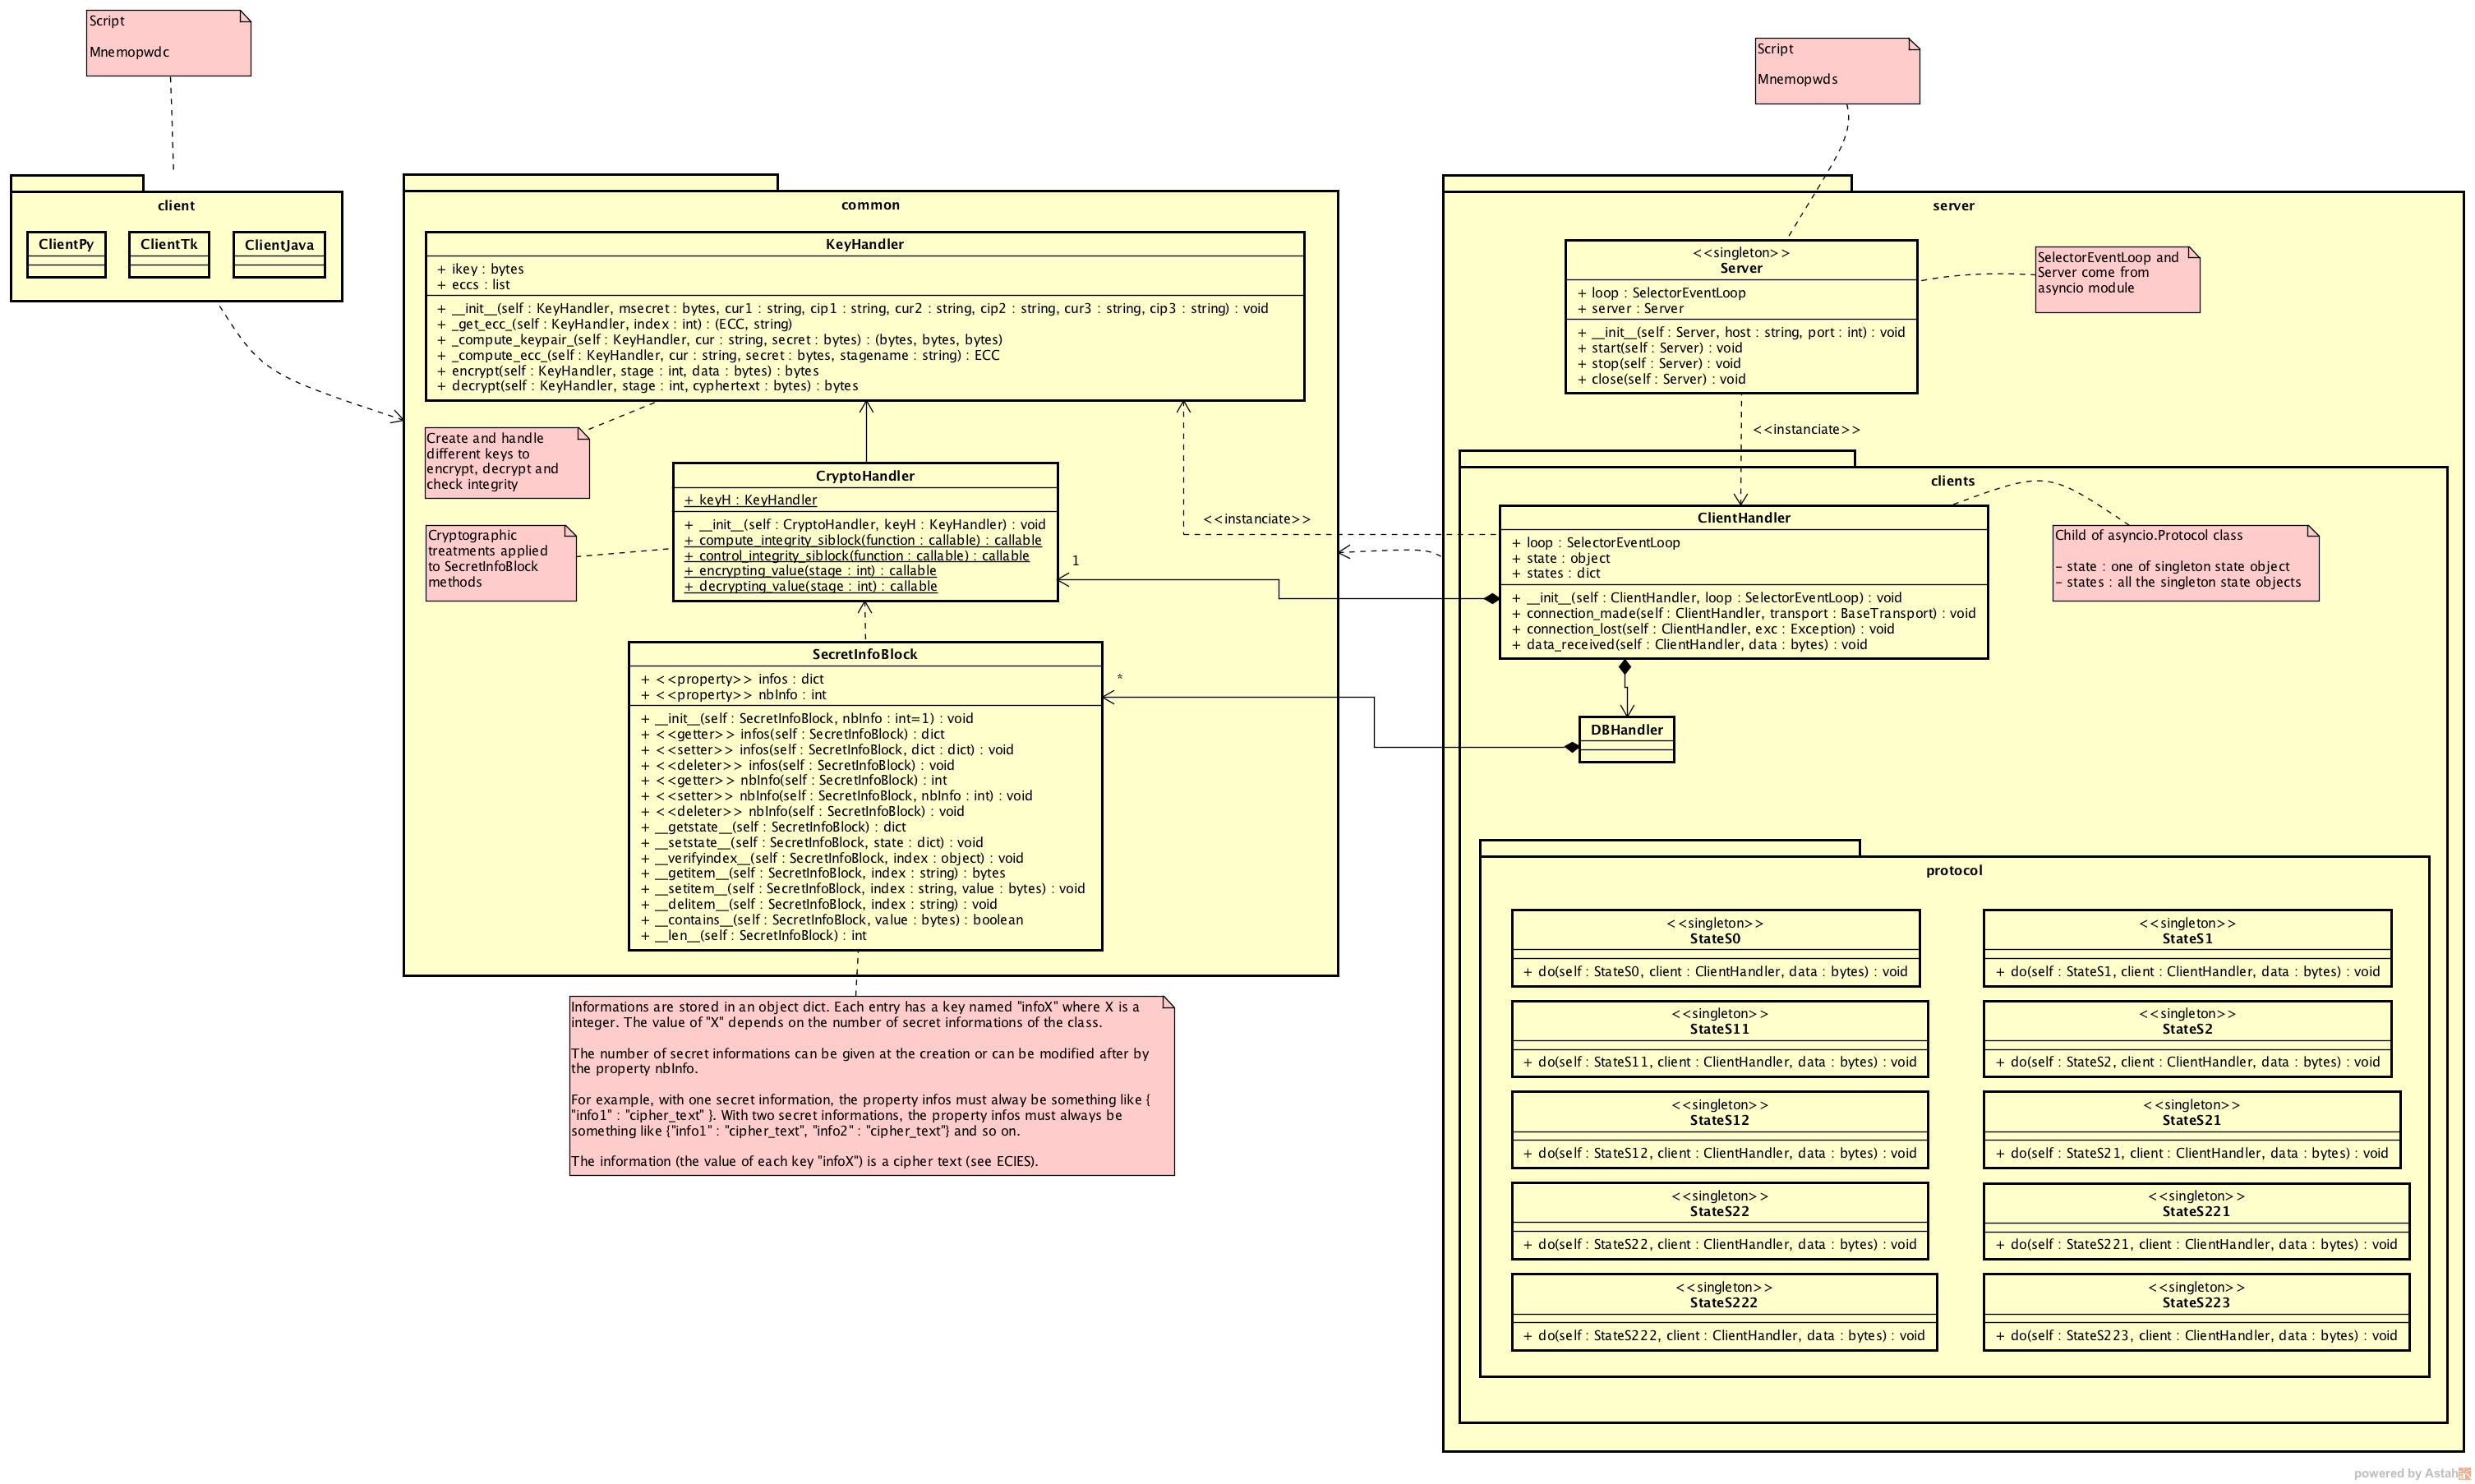 Script
Mnemopwdc
client
ClientPy
ClientTk
ClientJava
common
KeyHandler
+ ikey : bytes
+ eccs : list
+ __init__(self : KeyHandler, msecret : bytes, cur1 : string, cip1 : string, cur2 : string, cip2 : string, cur3 : string, cip3 : string) : void
+ _get_ecc_(self : KeyHandler, index : int) : (ECC, string)
+ _compute_keypair_(self : KeyHandler, cur : string, secret : bytes) : (bytes, bytes, bytes)
+ _compute_ecc_(self : KeyHandler, cur : string, secret : bytes, stagename : string) : ECC
+ encrypt(self : KeyHandler, stage : int, data : bytes) : bytes
+ decrypt(self : KeyHandler, stage : int, cyphertext : bytes) : bytes
Create and handle
different keys to
encrypt, decrypt and
check integrity
CryptoHandler
+ keyH : KeyHandler
+ __init__(self : CryptoHandler, keyH : KeyHandler) : void
+ compute_integrity_siblock(function : callable) : callable
+ control_integrity_siblock(function : callable) : callable
+ encrypting_value(stage : int) : callable
+ decrypting_value(stage : int) : callable
Cryptographic
treatments applied
to SecretInfoBlock
methods
<<instanciate>>
1
SecretInfoBlock
+ <<property>> infos : dict
+ <<property>> nbInfo : int
+ __init__(self : SecretInfoBlock, nbInfo : int=1) : void
+ <<getter>> infos(self : SecretInfoBlock) : dict
+ <<setter>> infos(self : SecretInfoBlock, dict : dict) : void
+ <<deleter>> infos(self : SecretInfoBlock) : void
+ <<getter>> nbInfo(self : SecretInfoBlock) : int
+ <<setter>> nbInfo(self : SecretInfoBlock, nbInfo : int) : void
+ <<deleter>> nbInfo(self : SecretInfoBlock) : void
+ __getstate__(self : SecretInfoBlock) : dict
+ __setstate__(self : SecretInfoBlock, state : dict) : void
+ __verifyindex__(self : SecretInfoBlock, index : object) : void
+ __getitem__(self : SecretInfoBlock, index : string) : bytes
+ __setitem__(self : SecretInfoBlock, index : string, value : bytes) : void
+ __delitem__(self : SecretInfoBlock, index : string) : void
+ __contains__(self : SecretInfoBlock, value : bytes) : boolean
+ __len__(self : SecretInfoBlock) : int
*
Informations are stored in an object dict. Each entry has a key named "infoX" where X is a
integer. The value of "X" depends on the number of secret informations of the class.
The number of secret informations can be given at the creation or can be modified after by
the property nbInfo.
For example, with one secret information, the property infos must alway be something like {
"info1" : "cipher_text" }. With two secret informations, the property infos must always be
something like {"info1" : "cipher_text", "info2" : "cipher_text"} and so on.
The information (the value of each key "infoX") is a cipher text (see ECIES).
Script
Mnemopwds
server
<<singleton>>
Server
+ loop : SelectorEventLoop
+ server : Server
+ __init__(self : Server, host : string, port : int) : void
+ start(self : Server) : void
+ stop(self : Server) : void
+ close(self : Server) : void
SelectorEventLoop and
Server come from
asyncio module
<<instanciate>>
clients
ClientHandler
+ loop : SelectorEventLoop
+ state : object
+ states : dict
+ __init__(self : ClientHandler, loop : SelectorEventLoop) : void
+ connection_made(self : ClientHandler, transport : BaseTransport) : void
+ connection_lost(self : ClientHandler, exc : Exception) : void
+ data_received(self : ClientHandler, data : bytes) : void
Child of asyncio.Protocol class
- state : one of singleton state object
- states : all the singleton state objects
DBHandler
protocol
<<singleton>>
StateS0
+ do(self : StateS0, client : ClientHandler, data : bytes) : void
<<singleton>>
StateS1
+ do(self : StateS1, client : ClientHandler, data : bytes) : void
<<singleton>>
StateS11
+ do(self : StateS11, client : ClientHandler, data : bytes) : void
<<singleton>>
StateS2
+ do(self : StateS2, client : ClientHandler, data : bytes) : void
<<singleton>>
StateS12
+ do(self : StateS12, client : ClientHandler, data : bytes) : void
<<singleton>>
StateS21
+ do(self : StateS21, client : ClientHandler, data : bytes) : void
<<singleton>>
StateS22
+ do(self : StateS22, client : ClientHandler, data : bytes) : void
<<singleton>>
StateS221
+ do(self : StateS221, client : ClientHandler, data : bytes) : void
<<singleton>>
StateS222
+ do(self : StateS222, client : ClientHandler, data : bytes) : void
<<singleton>>
StateS223
+ do(self : StateS223, client : ClientHandler, data : bytes) : void
powered by Astah